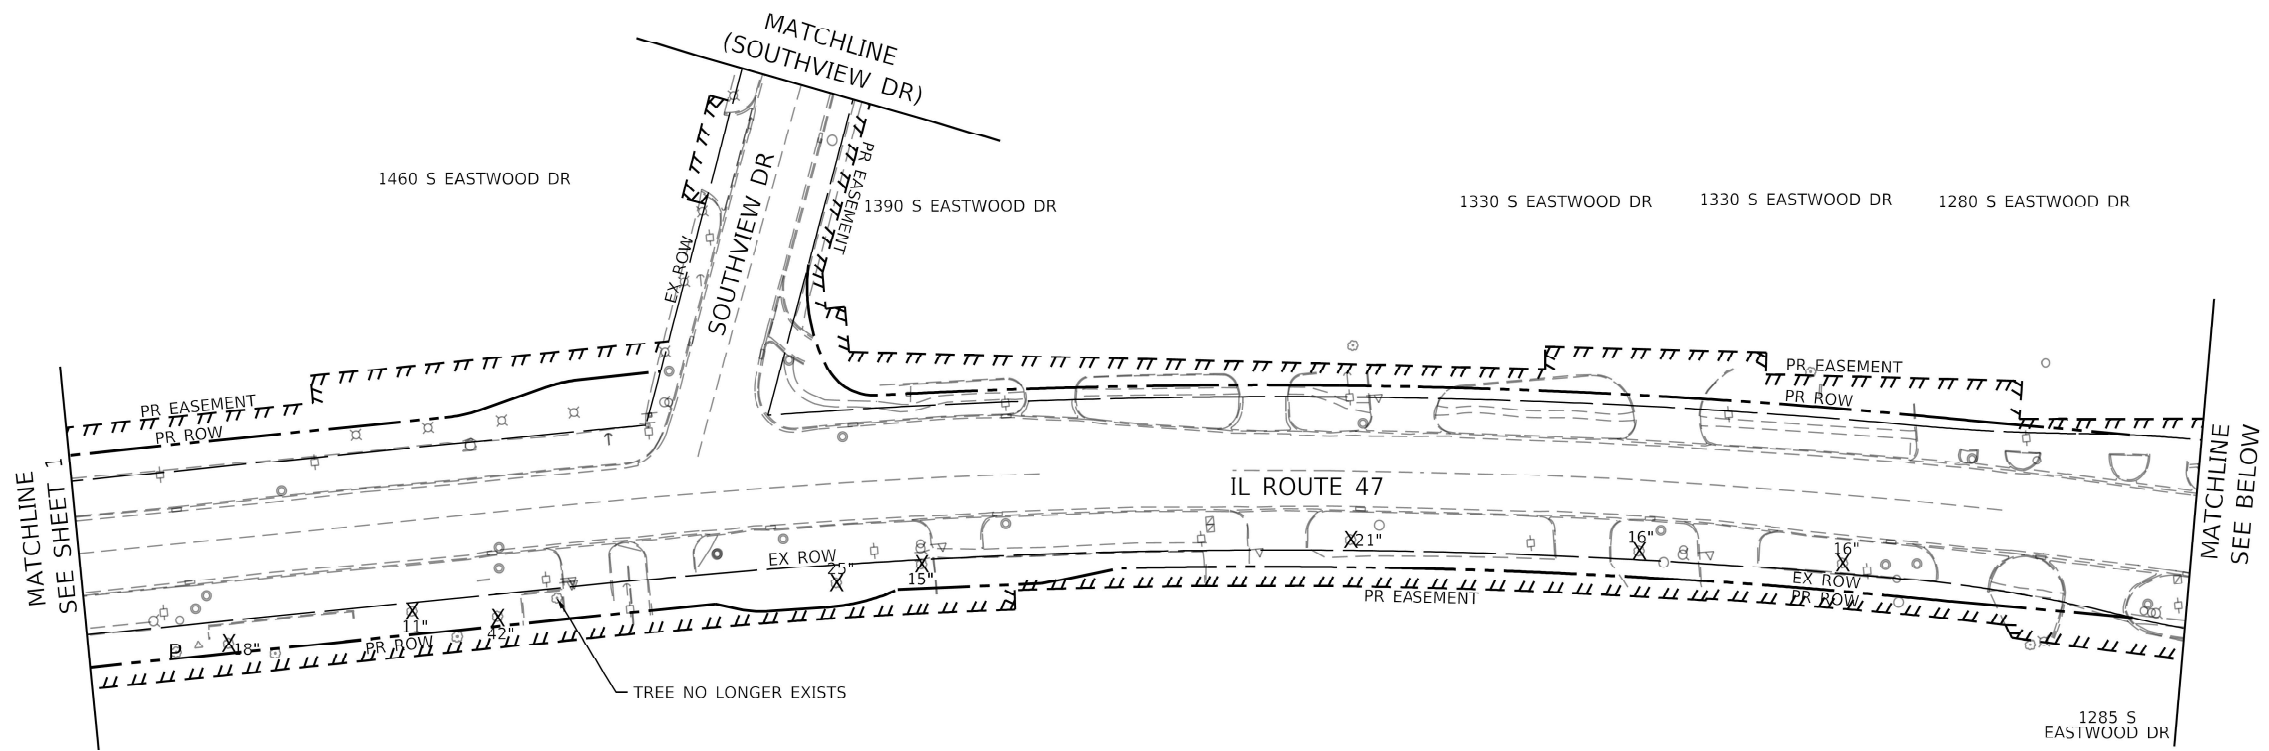 MATCHLINE
(SOUTHVIEW DR)
1460 S EASTWOOD DR
SOUTHVIEW DR
EX ROW
PR EASEMENT
1390 S EASTWOOD DR
1330 S EASTWOOD DR
1330 S EASTWOOD DR
1280 S EASTWOOD DR
PR EASEMENT
PR ROW
PR EASEMENT
PR ROW
MATCHLINE
SEE SHEET 1
IL ROUTE 47
MATCHLINE
SEE BELOW
EX ROW
25"
15"
21"
16"
16"
EX ROW
PR ROW
PR EASEMENT
11"
42"
18"
PR ROW
TREE NO LONGER EXISTS
1285 S
EASTWOOD DR